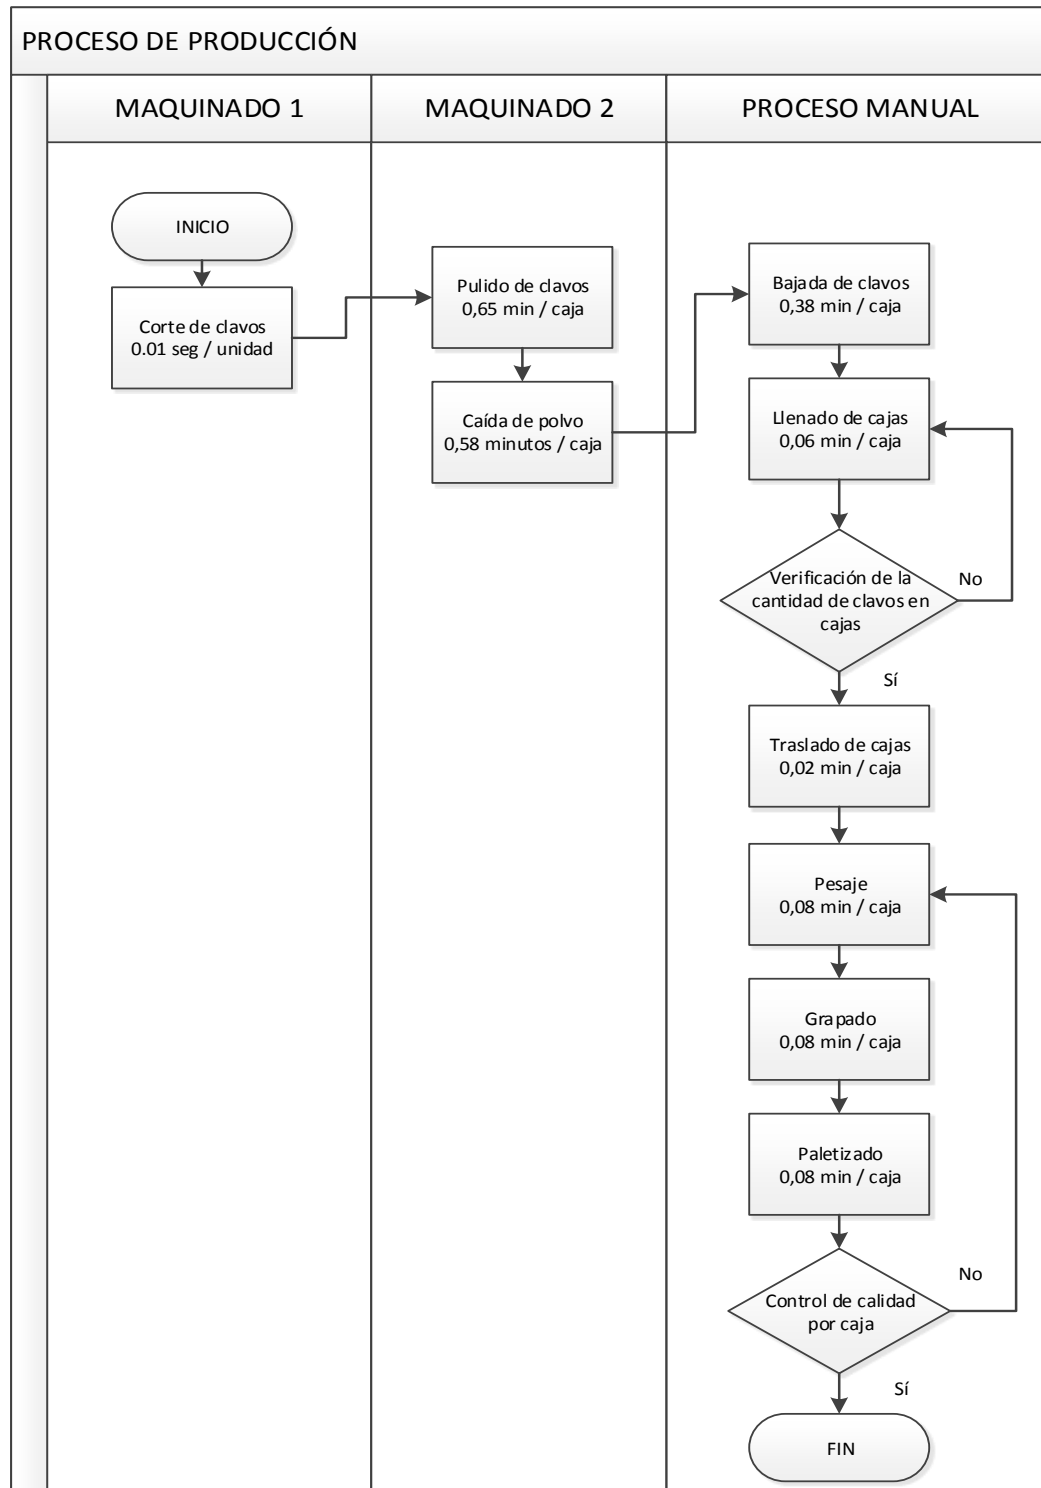 PROCESO DE PRODUCCIÓN
MAQUINADO 1
MAQUINADO 2
PROCESO MANUAL
INICIO
Corte de clavos
0.01 seg / unidad
Pulido de clavos
0,65 min / caja
Caída de polvo
0,58 minutos / caja
Bajada de clavos
0,38 min / caja
Llenado de cajas
0,06 min / caja
Verificación de la
cantidad de clavos en
cajas
No
Sí
Traslado de cajas
0,02 min / caja
Pesaje
0,08 min / caja
Grapado
0,08 min / caja
Paletizado
0,08 min / caja
Control de calidad
por caja
No
Sí
FIN